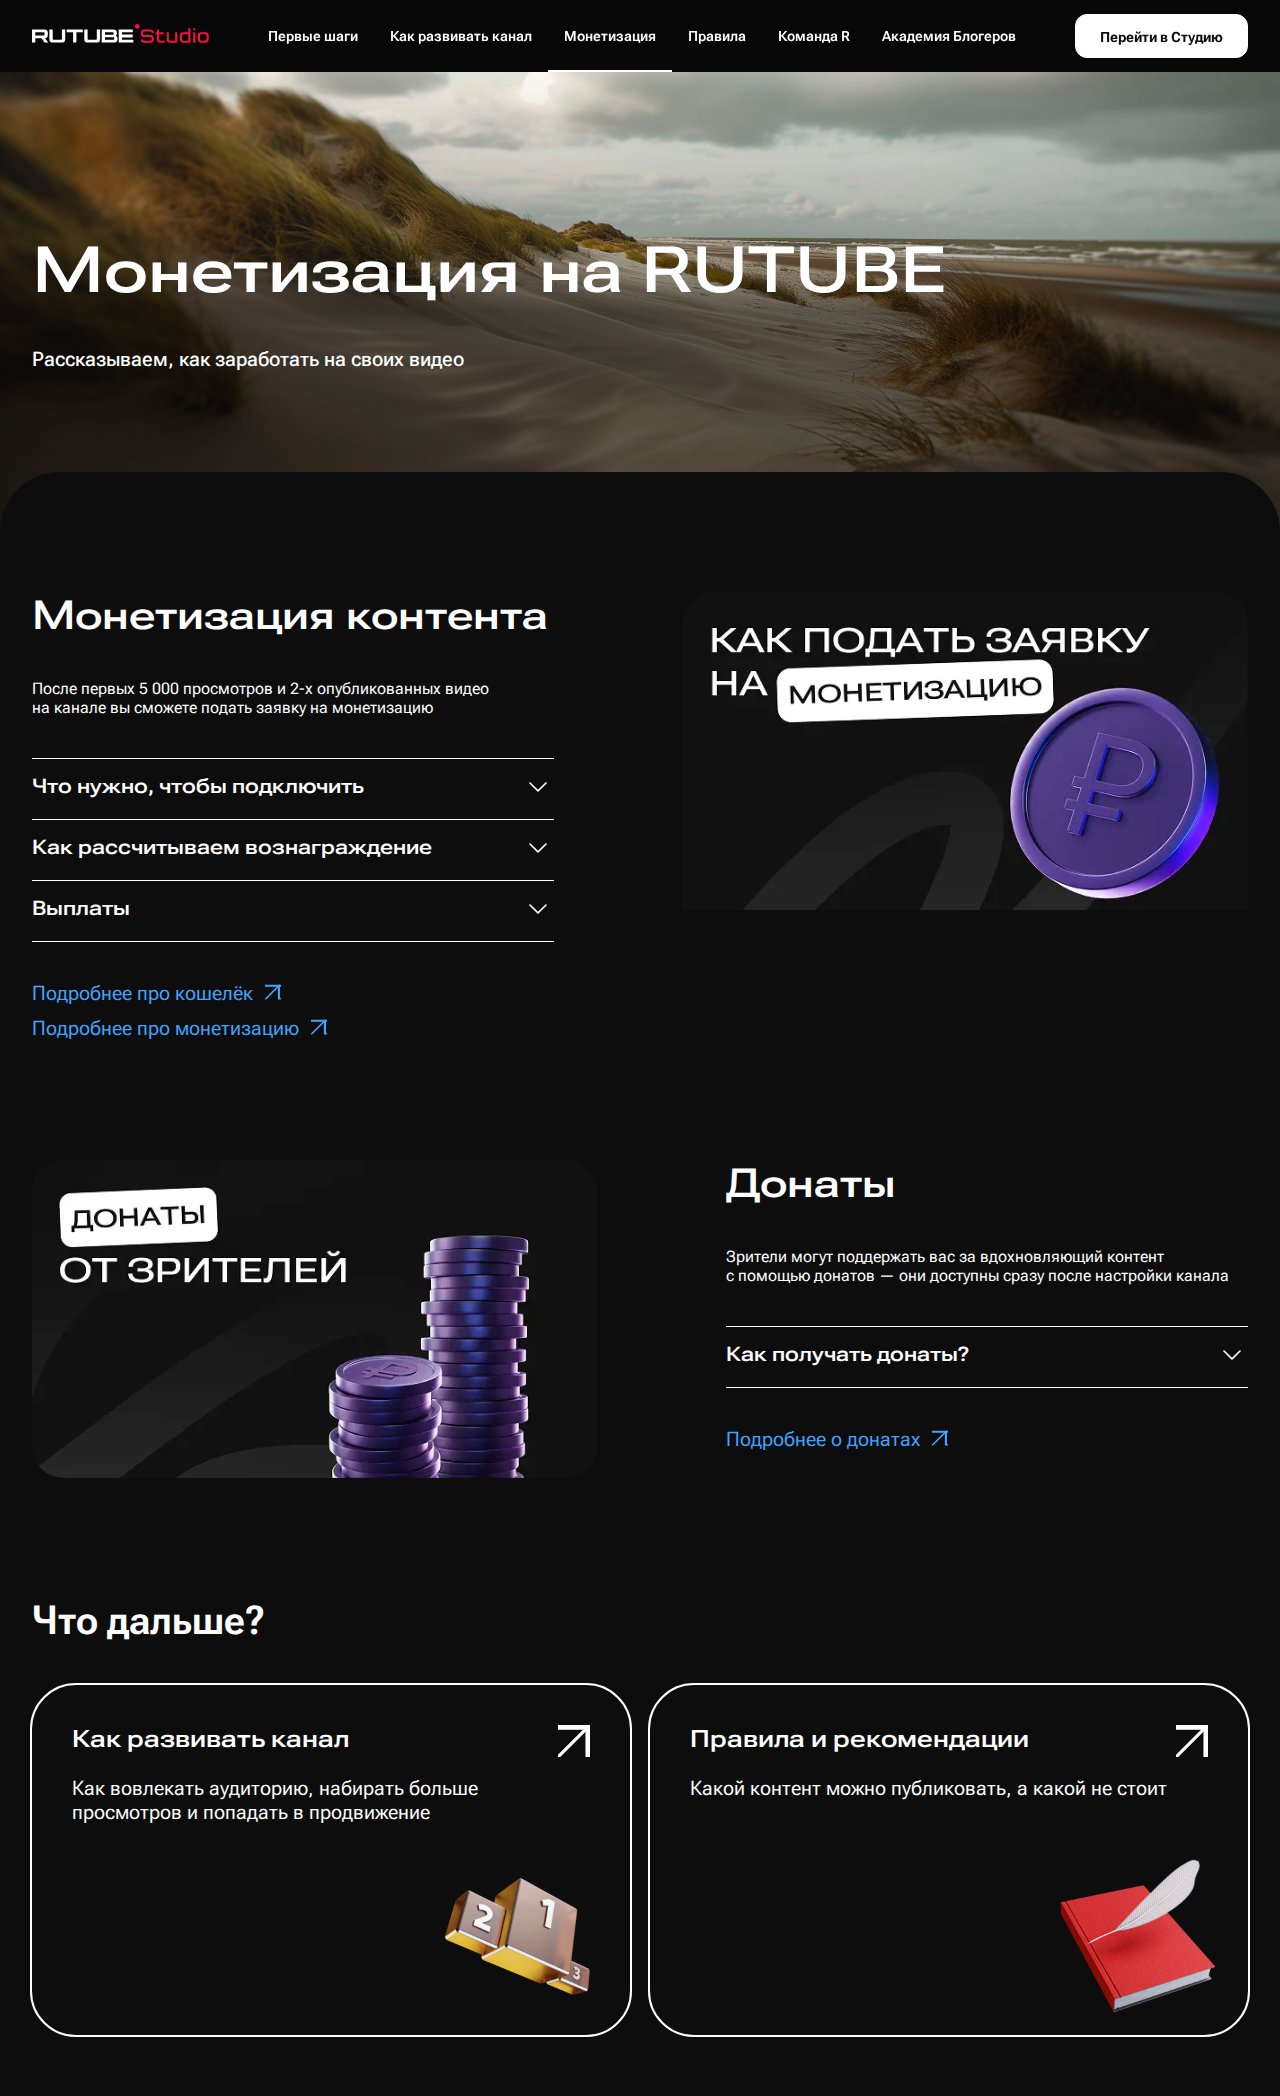 RUTUBE Studio
Первые шаги
Как развивать канал
Монетизация
Правила
Команда R
Академия Блогеров
Перейти в Студию
Монетизация на RUTUBE
Рассказываем, как заработать на своих видео
Монетизация контента
После первых 5 000 просмотров и 2-х опубликованных видео
на канале вы сможете подать заявку на монетизацию
Что нужно, чтобы подключить
Как рассчитываем вознаграждение
Выплаты
Подробнее про кошелёк
Подробнее про монетизацию
КАК ПОДАТЬ ЗАЯВКУ
НА МОНЕТИЗАЦИЮ
ДОНАТЫ
ОТ ЗРИТЕЛЕЙ
Донаты
Зрители могут поддержать вас за вдохновляющий контент
с помощью донатов — они доступны сразу после настройки канала
Как получать донаты?
Подробнее о донатах
Что дальше?
Как развивать канал
Как вовлекать аудиторию, набирать больше
просмотров и попадать в продвижение
2
1
3
Правила и рекомендации
Какой контент можно публиковать, а какой не стоит